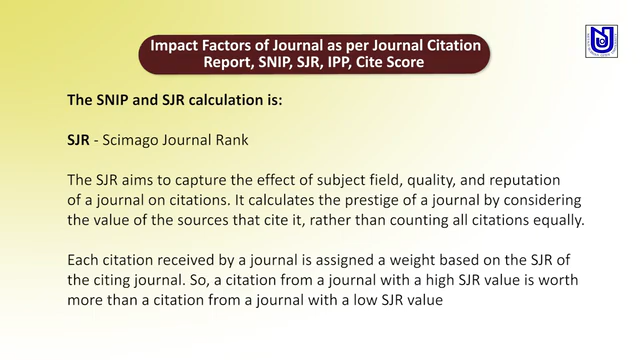 Impact Factors of Journal as per Journal Citation
Report, SNIP, SJR, IPP, Cite Score
The SNIP and SJR calculation is:
SJR - Scimago Journal Rank
The SJR aims to capture the effect of subject field, quality, and reputation
of a journal on citations. It calculates the prestige of a journal by considering
the value of the sources that cite it, rather than counting all citations equally.
Each citation received by a journal is assigned a weight based on the SJR of
the citing journal. So, a citation from a journal with a high SJR value is worth
more than a citation from a journal with a low SJR value